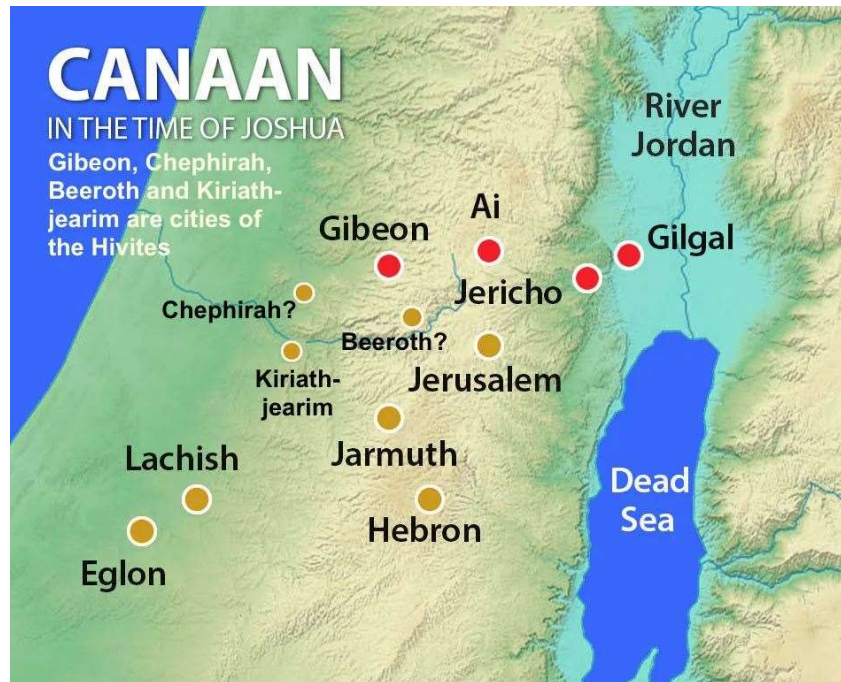 CANAAN
IN THE TIME OF JOSHUA
Gibeon, Chephirah,
Beeroth and Kiriath-
jearim are cities of
the Hivites
River
Jordan
Ai
Gibeon
Gilgal
Jericho
Chephirah?
Beeroth?
Kiriath-
jearim
Jerusalem
Jarmuth
Lachish
Dead
Sea
Hebron
Eglon